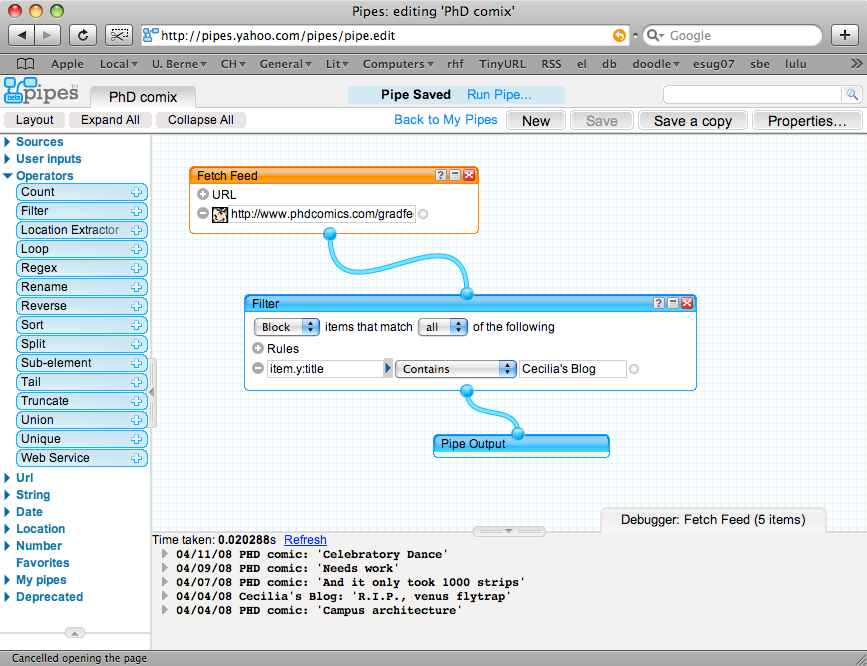 Pipes: editing 'PhD comix'
http://pipes.yahoo.com/pipes/pipe.edit
Google
Apple Local U. Berne CH General Lit Computers rhf TinyURL RSS el db doodle esug07 sbe lulu
pipes
beta
PhD comix
Pipe Saved Run Pipe...
Layout Expand All Collapse All Back to My Pipes New Save Save a copy Properties...
Sources
User inputs
Operators
Count
Filter
Location Extractor
Loop
Regex
Rename
Reverse
Sort
Split
Sub-element
Tail
Truncate
Union
Unique
Web Service
Url
String
Date
Location
Number
Favorites
My pipes
Deprecated
Fetch Feed
URL
http://www.phdcomics.com/gradfe
Filter
Block items that match all of the following
Rules
item.y:title Contains Cecilia's Blog
Pipe Output
Debugger: Fetch Feed (5 items)
Time taken: 0.020288s Refresh
04/11/08 PHD comic: 'Celebratory Dance'
04/09/08 PHD comic: 'Needs work'
04/07/08 PHD comic: 'And it only took 1000 strips'
04/04/08 Cecilia's Blog: 'R.I.P., venus flytrap'
04/04/08 PHD comic: 'Campus architecture'
Cancelled opening the page